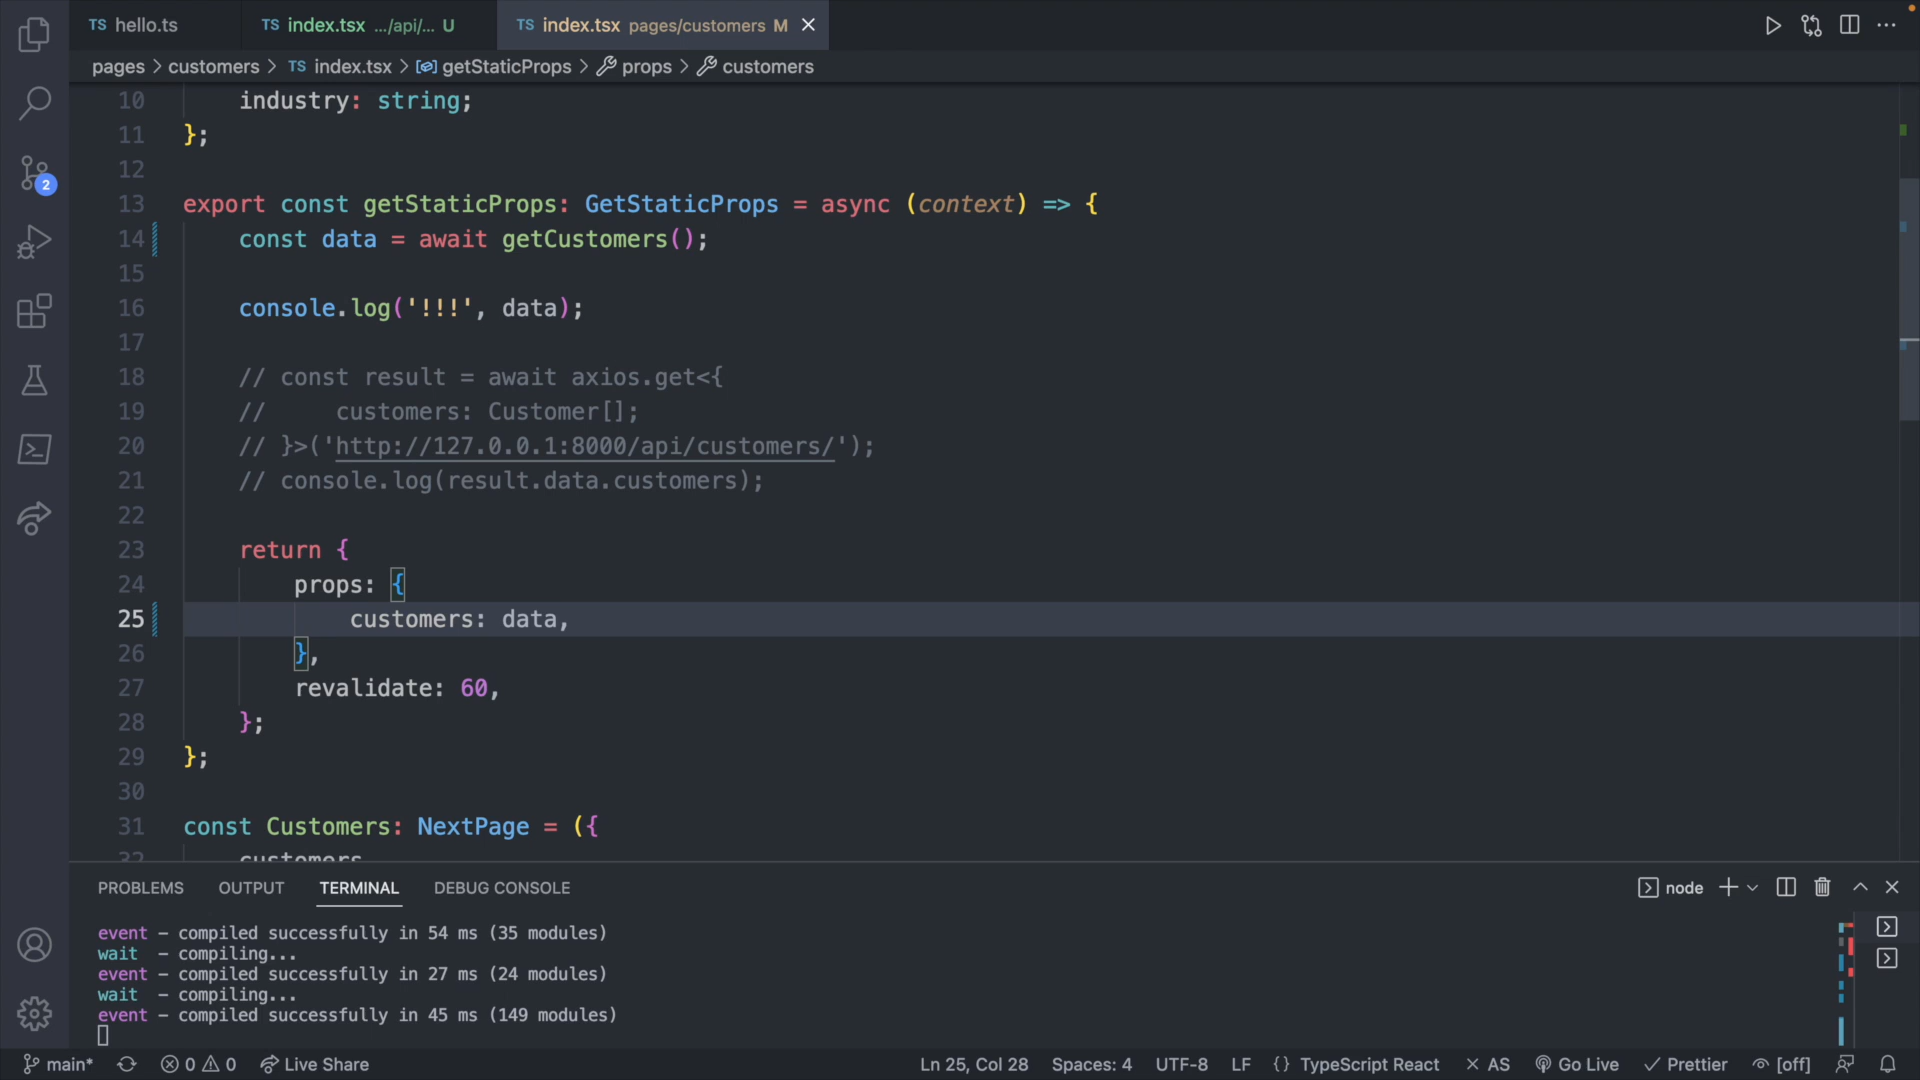 TS hello.ts
TS index.tsx .../api/... U
TS index.tsx pages/customers M
pages > customers > TS index.tsx > getStaticProps > props > customers
10 industry: string;
11 };
12
13 export const getStaticProps: GetStaticProps = async (context) => {
14 const data = await getCustomers();
15
16 console.log('!!!', data);
17
18 // const result = await axios.get<{
19 //     customers: Customer[];
20 // }>('http://127.0.0.1:8000/api/customers/');
21 // console.log(result.data.customers);
22
23 return {
24 props: {
25 customers: data,
26 },
27 revalidate: 60,
28 };
29 };
30
31 const Customers: NextPage = ({
32 customers
2
PROBLEMS OUTPUT TERMINAL DEBUG CONSOLE
node
event - compiled successfully in 54 ms (35 modules)
wait  - compiling...
event - compiled successfully in 27 ms (24 modules)
wait  - compiling...
event - compiled successfully in 45 ms (149 modules)
main* 0 0 Live Share Ln 25, Col 28 Spaces: 4 UTF-8 LF {} TypeScript React AS Go Live Prettier [off]